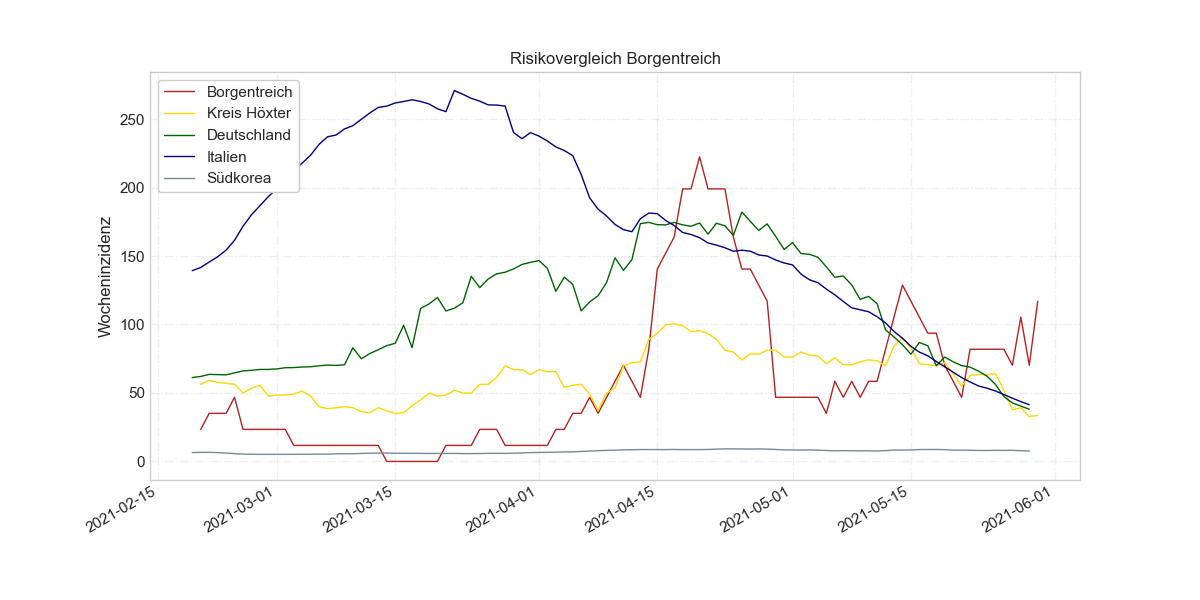 Risikovergleich Borgentreich
Borgentreich
Kreis Höxter
Deutschland
Italien
Südkorea
Wocheninzidenz
250
200
150
100
50
0
2021-02-15
2021-03-01
2021-03-15
2021-04-01
2021-04-15
2021-05-01
2021-05-15
2021-06-01